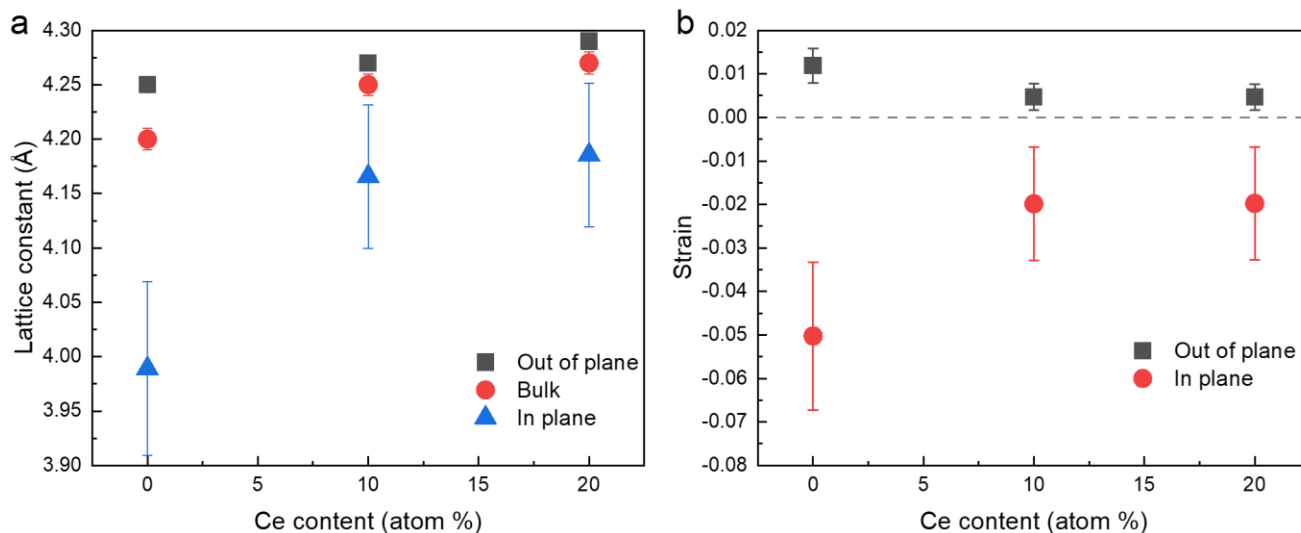 a
4.30
4.25
4.20
4.15
4.10
4.05
4.00
3.95
3.90
Lattice constant (Å)
Out of plane
Bulk
In plane
0 5 10 15 20
Ce content (atom %)
b
0.02
0.01
0.00
-0.01
-0.02
-0.03
-0.04
-0.05
-0.06
-0.07
-0.08
Strain
Out of plane
In plane
0 5 10 15 20
Ce content (atom %)